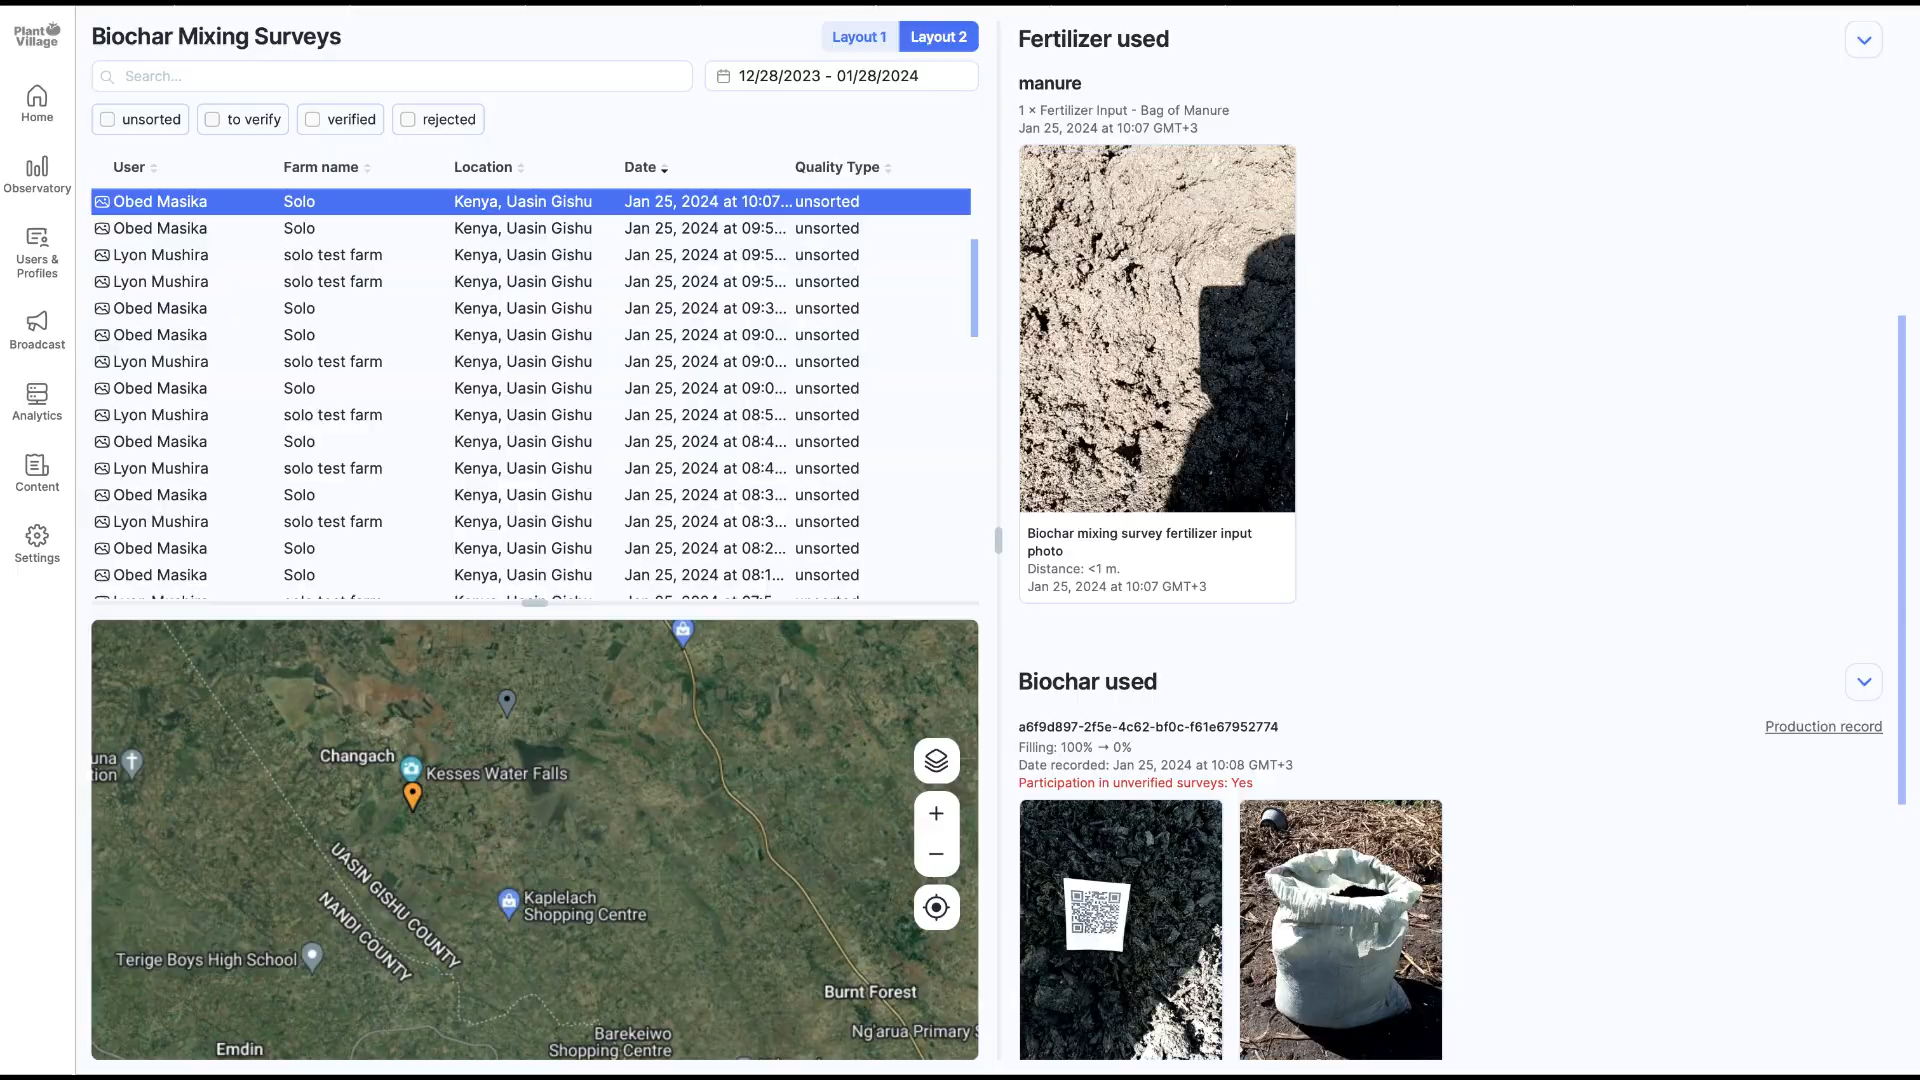 Plant
Village
Home
Observatory
Users &
Profiles
Broadcast
Analytics
Content
Settings
Biochar Mixing Surveys
Layout 1
Layout 2
Search...
12/28/2023 - 01/28/2024
unsorted
to verify
verified
rejected
User Farm name Location Date Quality Type
Obed Masika Solo Kenya, Uasin Gishu Jan 25, 2024 at 10:07... unsorted
Obed Masika Solo Kenya, Uasin Gishu Jan 25, 2024 at 09:5... unsorted
Lyon Mushira solo test farm Kenya, Uasin Gishu Jan 25, 2024 at 09:5... unsorted
Lyon Mushira solo test farm Kenya, Uasin Gishu Jan 25, 2024 at 09:5... unsorted
Obed Masika Solo Kenya, Uasin Gishu Jan 25, 2024 at 09:3... unsorted
Obed Masika Solo Kenya, Uasin Gishu Jan 25, 2024 at 09:0... unsorted
Lyon Mushira solo test farm Kenya, Uasin Gishu Jan 25, 2024 at 09:0... unsorted
Obed Masika Solo Kenya, Uasin Gishu Jan 25, 2024 at 09:0... unsorted
Lyon Mushira solo test farm Kenya, Uasin Gishu Jan 25, 2024 at 08:5... unsorted
Obed Masika Solo Kenya, Uasin Gishu Jan 25, 2024 at 08:4... unsorted
Lyon Mushira solo test farm Kenya, Uasin Gishu Jan 25, 2024 at 08:4... unsorted
Obed Masika Solo Kenya, Uasin Gishu Jan 25, 2024 at 08:3... unsorted
Lyon Mushira solo test farm Kenya, Uasin Gishu Jan 25, 2024 at 08:3... unsorted
Obed Masika Solo Kenya, Uasin Gishu Jan 25, 2024 at 08:2... unsorted
Obed Masika Solo Kenya, Uasin Gishu Jan 25, 2024 at 08:1... unsorted
una
tion
Changach
Kesses Water Falls
UASIN GISHU COUNTY
NANDI COUNTY
Kaplelach
Shopping Centre
Terige Boys High School
Burnt Forest
Ng'arua Primary S
Barekeiwo
Shopping Centre
Emdin
Fertilizer used
manure
1 × Fertilizer Input - Bag of Manure
Jan 25, 2024 at 10:07 GMT+3
Biochar mixing survey fertilizer input
photo
Distance: <1 m.
Jan 25, 2024 at 10:07 GMT+3
Biochar used
a6f9d897-2f5e-4c62-bf0c-f61e67952774
Production record
Filling: 100% → 0%
Date recorded: Jan 25, 2024 at 10:08 GMT+3
Participation in unverified surveys: Yes